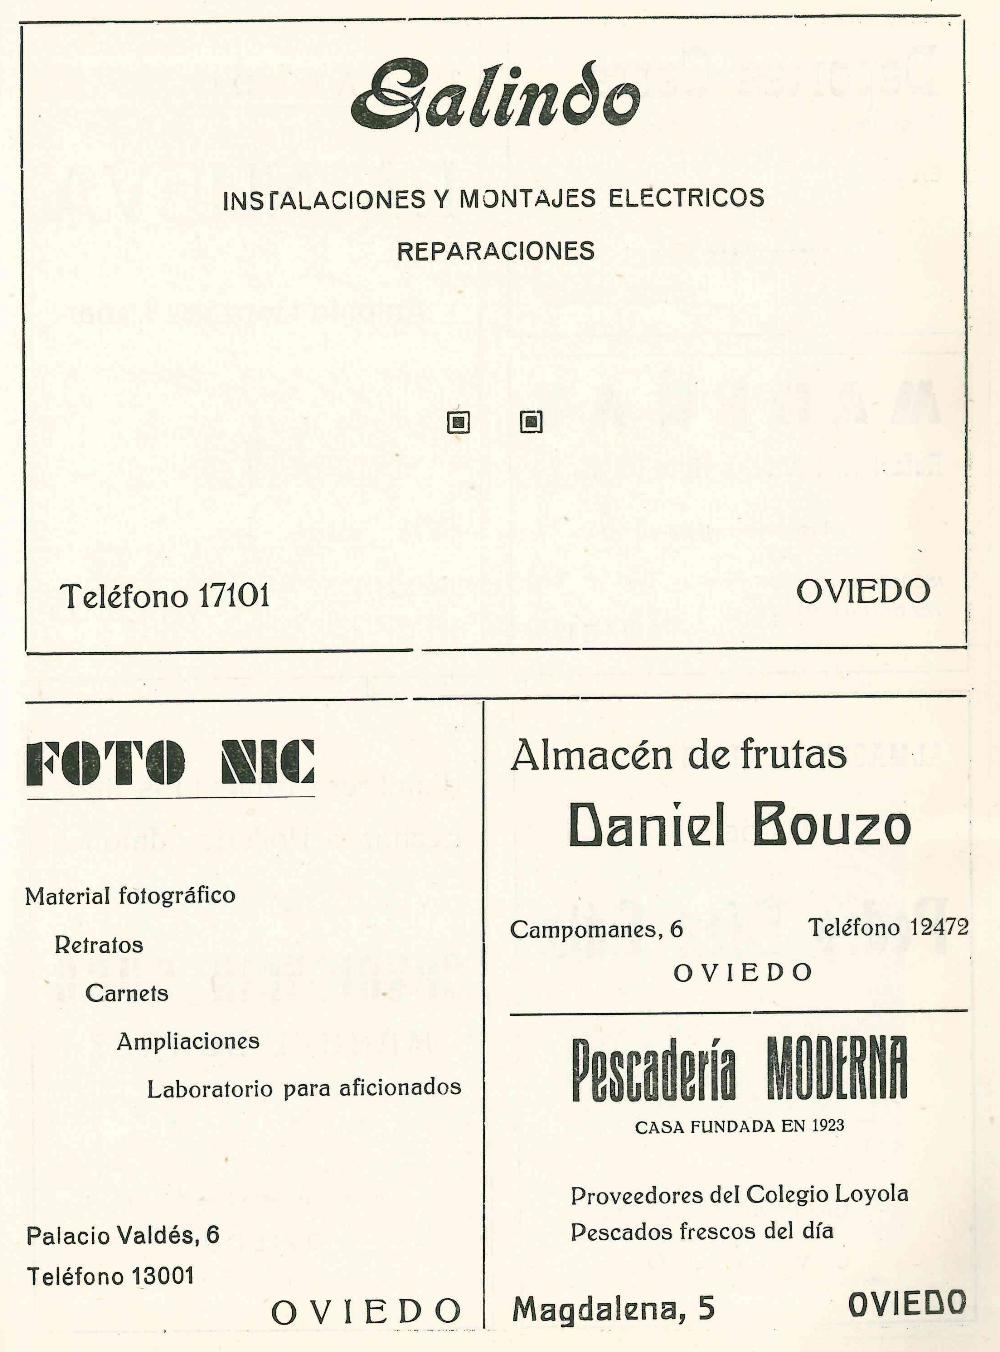 Galindo
INSTALACIONES Y MONTAJES ELECTRICOS
REPARACIONES
Teléfono 17101 OVIEDO
FOTO NIC
Material fotográfico
Retratos
Carnets
Ampliaciones
Laboratorio para aficionados
Palacio Valdés, 6
Teléfono 13001
OVIEDO
Almacén de frutas
Daniel Bouzo
Campomanes, 6 Teléfono 12472
OVIEDO
Pescadería MODERNA
CASA FUNDADA EN 1923
Proveedores del Colegio Loyola
Pescados frescos del día
Magdalena, 5 OVIEDO